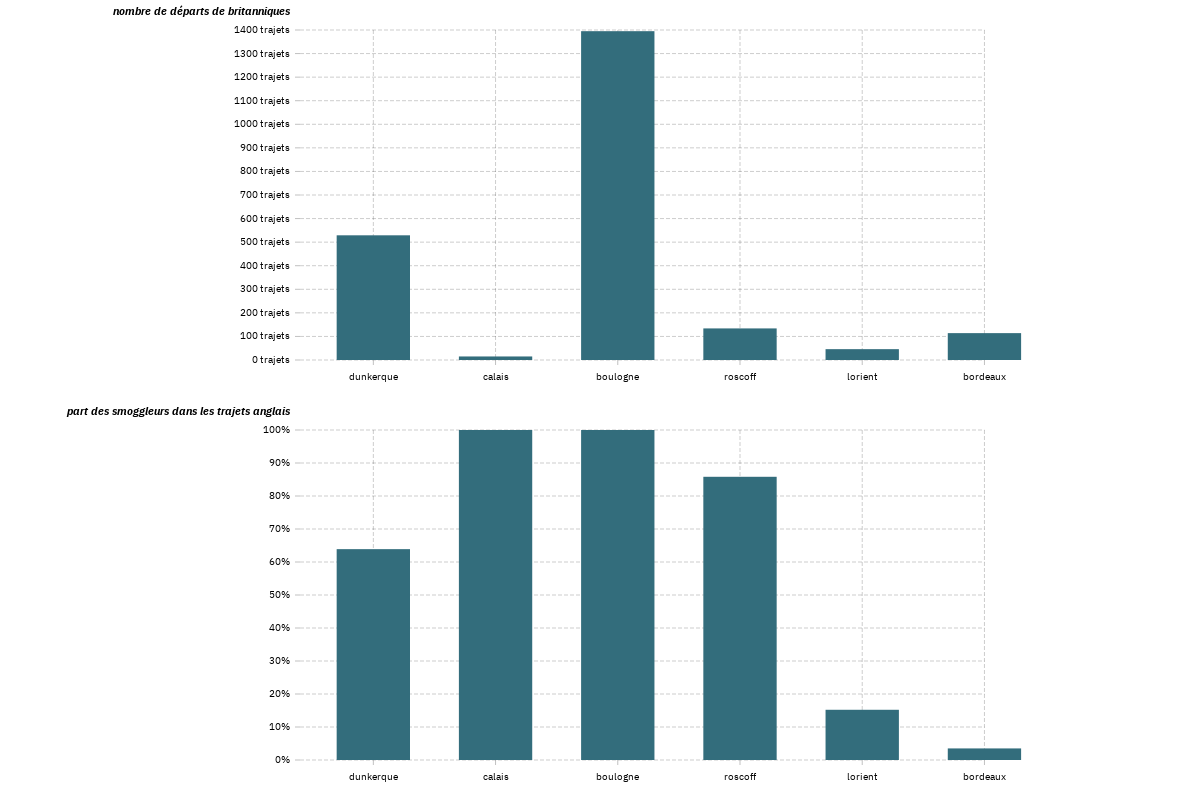 nombre de départs de britanniques
1400 trajets
1300 trajets
1200 trajets
1100 trajets
1000 trajets
900 trajets
800 trajets
700 trajets
600 trajets
500 trajets
400 trajets
300 trajets
200 trajets
100 trajets
0 trajets
dunkerque calais boulogne roscoff lorient bordeaux
part des smoggleurs dans les trajets anglais
100%
90%
80%
70%
60%
50%
40%
30%
20%
10%
0%
dunkerque calais boulogne roscoff lorient bordeaux